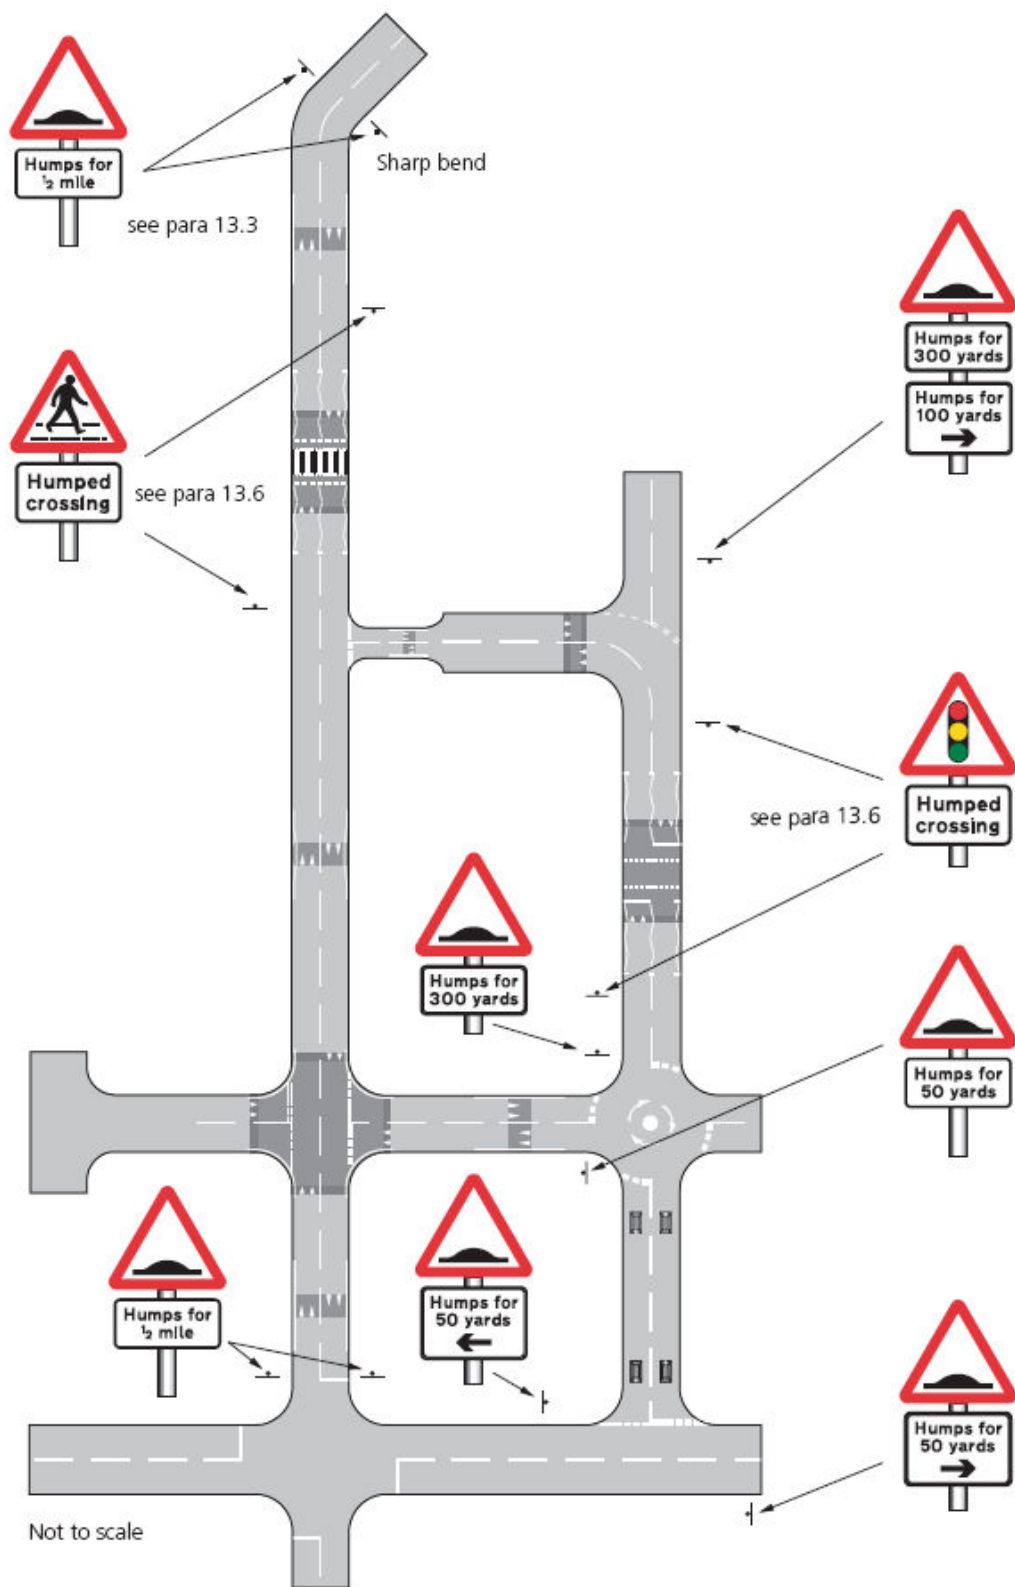 Humps for
½ mile
Sharp bend
see para 13.3
Humps for
300 yards
Humps for
100 yards
Humped
crossing
see para 13.6
Humped
crossing
see para 13.6
Humps for
300 yards
Humps for
50 yards
Humps for
½ mile
Humps for
50 yards
Humps for
50 yards
Not to scale